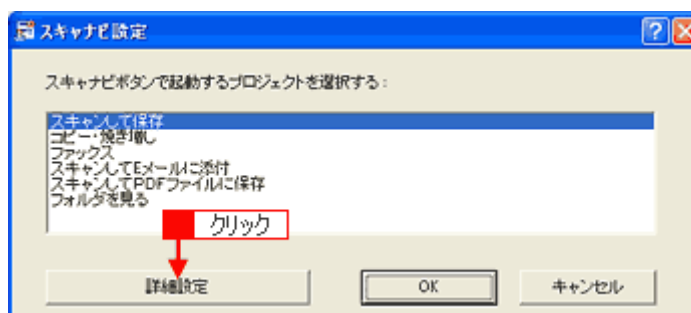 スキャナビ設定
スキャナビボタンで起動するプロジェクトを選択する：
スキャンして保存
コピー・焼き増し
ファックス
スキャンしてEメールに添付
スキャンしてPDFファイルに保存
フォルダを見る
クリック
詳細設定
OK
キャンセル